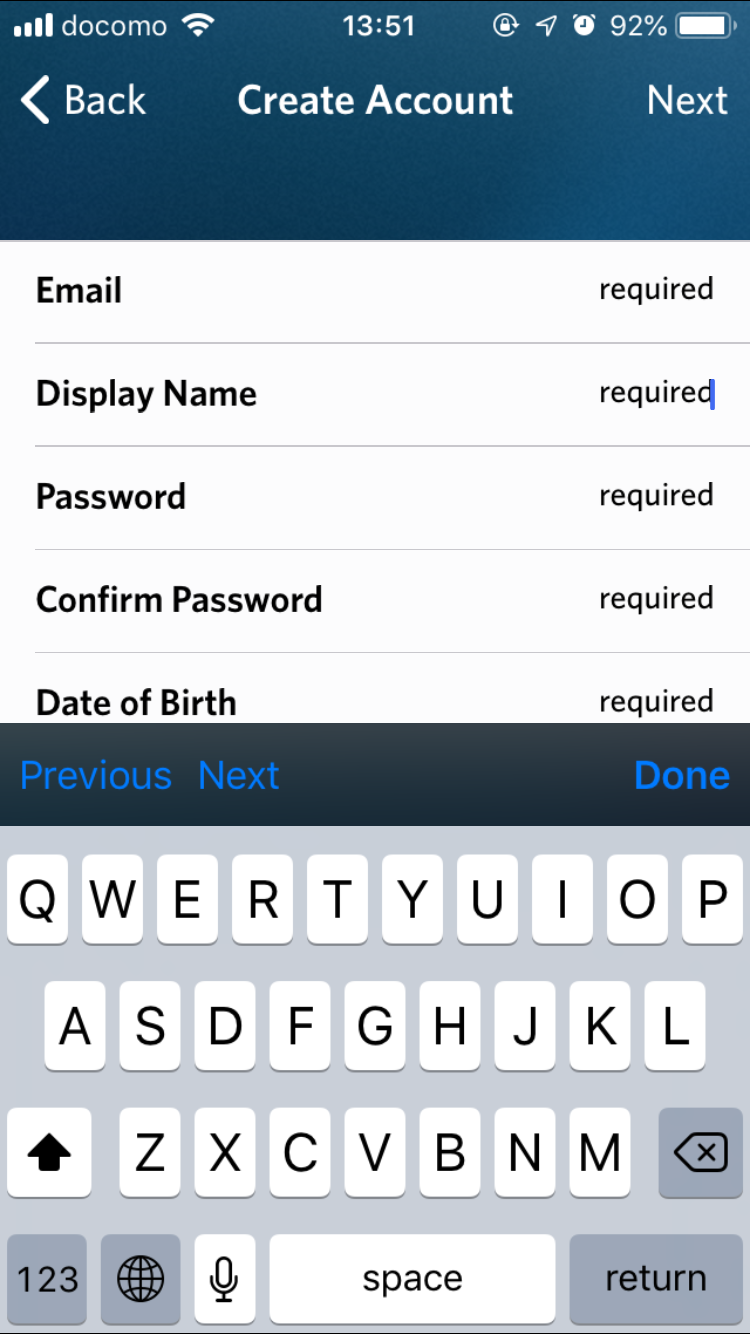 docomo 13:51 92%
Back Create Account Next
Email required
Display Name required
Password required
Confirm Password required
Date of Birth required
Previous Next Done
Q W E R T Y U I O P
A S D F G H J K L
Z X C V B N M
123 space return